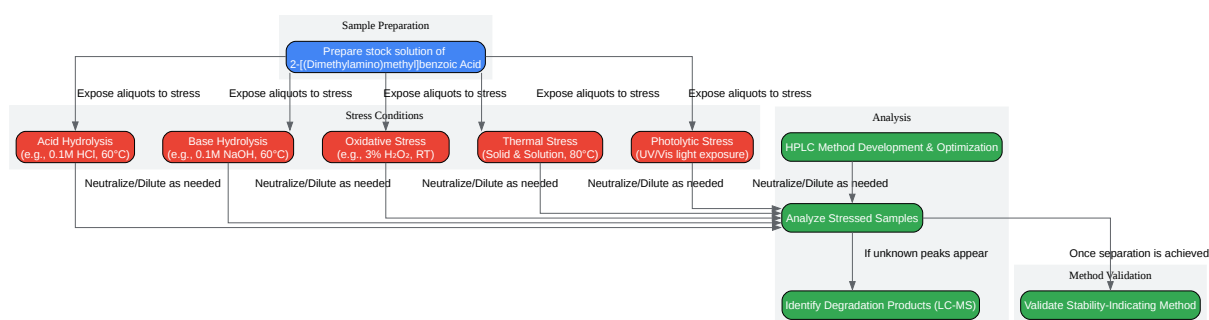 Sample Preparation
Prepare stock solution of
2-[(Dimethylamino)methyl]benzoic Acid
Expose aliquots to stress
Expose aliquots to stress
Expose aliquots to stress
Expose aliquots to stress
Expose aliquots to stress
Stress Conditions
Acid Hydrolysis
(e.g., 0.1M HCl, 60°C)
Base Hydrolysis
(e.g., 0.1M NaOH, 60°C)
Oxidative Stress
(e.g., 3% H₂O₂, RT)
Thermal Stress
(Solid & Solution, 80°C)
Photolytic Stress
(UV/Vis light exposure)
Neutralize/Dilute as needed
Neutralize/Dilute as needed
Neutralize/Dilute as needed
Neutralize/Dilute as needed
Neutralize/Dilute as needed
Analysis
HPLC Method Development & Optimization
Analyze Stressed Samples
If unknown peaks appear
Identify Degradation Products (LC-MS)
Once separation is achieved
Method Validation
Validate Stability-Indicating Method